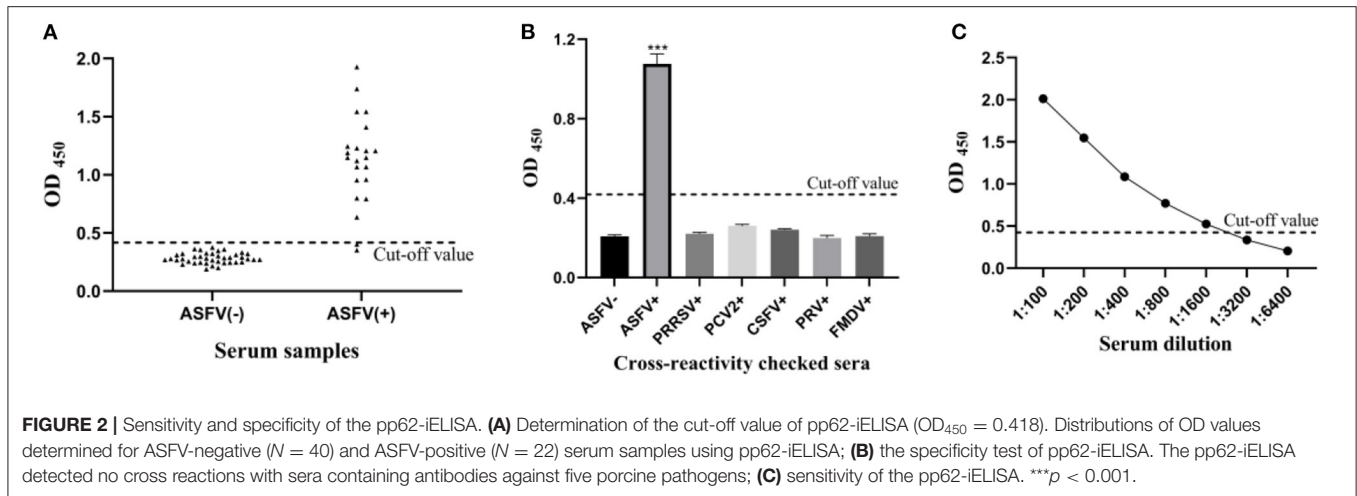 A
2.0
1.5
1.0
0.5
0.0
OD 450
Cut-off value
ASFV(-)
ASFV(+)
Serum samples
B
***
1.2
0.8
0.4
0.0
OD 450
Cut-off value
ASFV-
ASFV+
PRRSV+
PCV2+
CSFV+
PRV+
FMDV+
Cross-reactivity checked sera
C
2.5
2.0
1.5
1.0
0.5
0.0
OD 450
Cut-off value
1:100
1:200
1:400
1:800
1:1600
1:3200
1:6400
Serum dilution
FIGURE 2 | Sensitivity and specificity of the pp62-iELISA. (A) Determination of the cut-off value of pp62-iELISA (OD450 = 0.418). Distributions of OD values
determined for ASFV-negative (N = 40) and ASFV-positive (N = 22) serum samples using pp62-iELISA; (B) the specificity test of pp62-iELISA. The pp62-iELISA
detected no cross reactions with sera containing antibodies against five porcine pathogens; (C) sensitivity of the pp62-iELISA. ***p < 0.001.